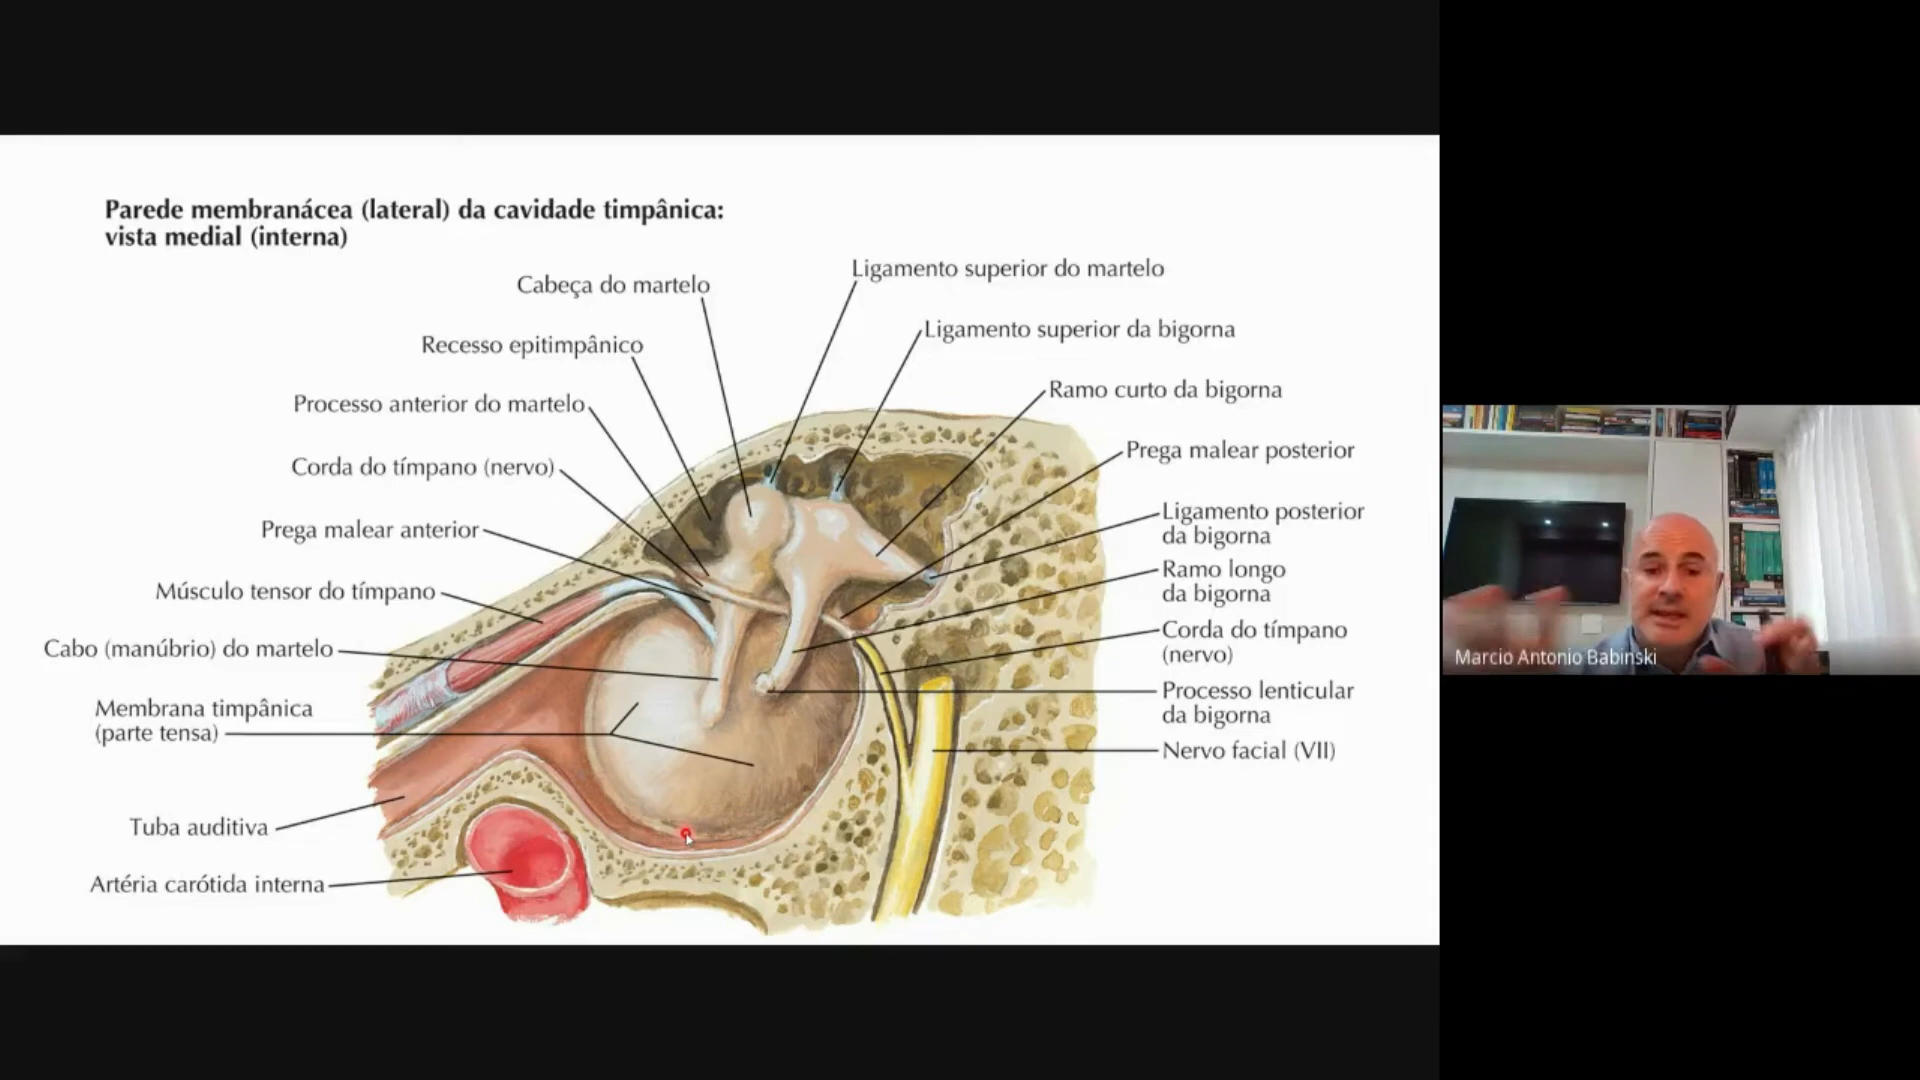 Parede membranácea (lateral) da cavidade timpânica:
vista medial (interna)
Cabeça do martelo
Recesso epitimpânico
Processo anterior do martelo
Corda do tímpano (nervo)
Prega malear anterior
Músculo tensor do tímpano
Cabo (manúbrio) do martelo
Membrana timpânica
(parte tensa)
Tuba auditiva
Artéria carótida interna
Ligamento superior do martelo
Ligamento superior da bigorna
Ramo curto da bigorna
Prega malear posterior
Ligamento posterior
da bigorna
Ramo longo
da bigorna
Corda do tímpano
(nervo)
Processo lenticular
da bigorna
Nervo facial (VII)
Marcio Antonio Babinski